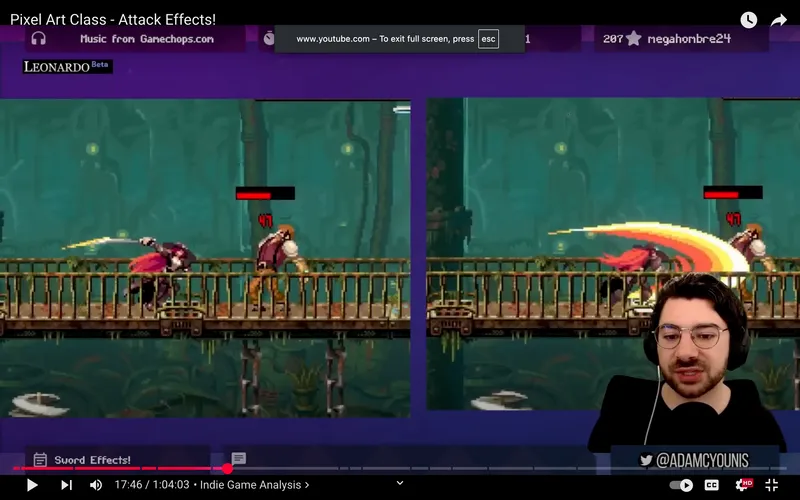 Pixel Art Class - Attack Effects!
Music from Gamechops.com
www.youtube.com – To exit full screen, press esc
1
207 megahombre24
LEONARDO Beta
47
47
Sword Effects!
@ADAMCYOUNIS
17:46 / 1:04:03 • Indie Game Analysis ›
CC
HD